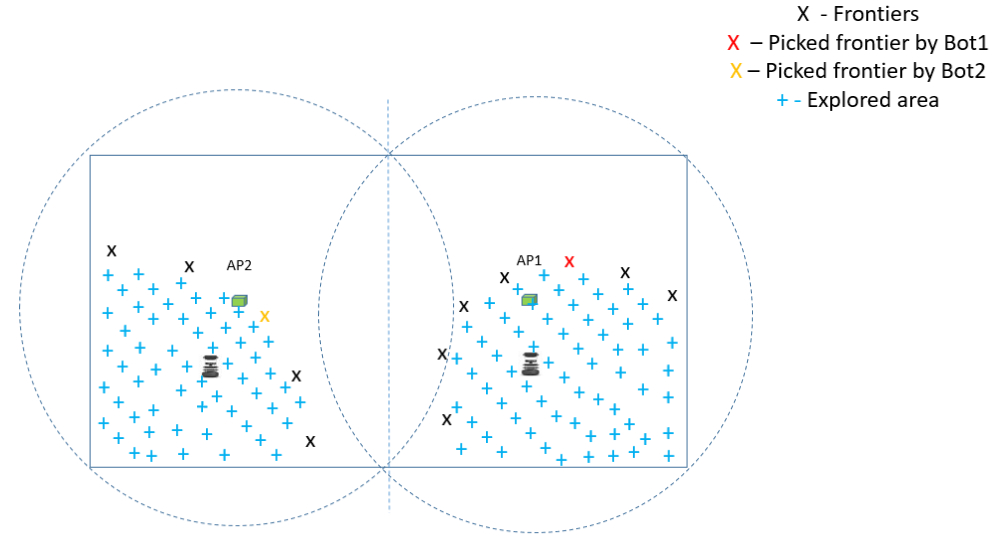 X - Frontiers
X – Picked frontier by Bot1
X – Picked frontier by Bot2
+ - Explored area
AP2
AP1